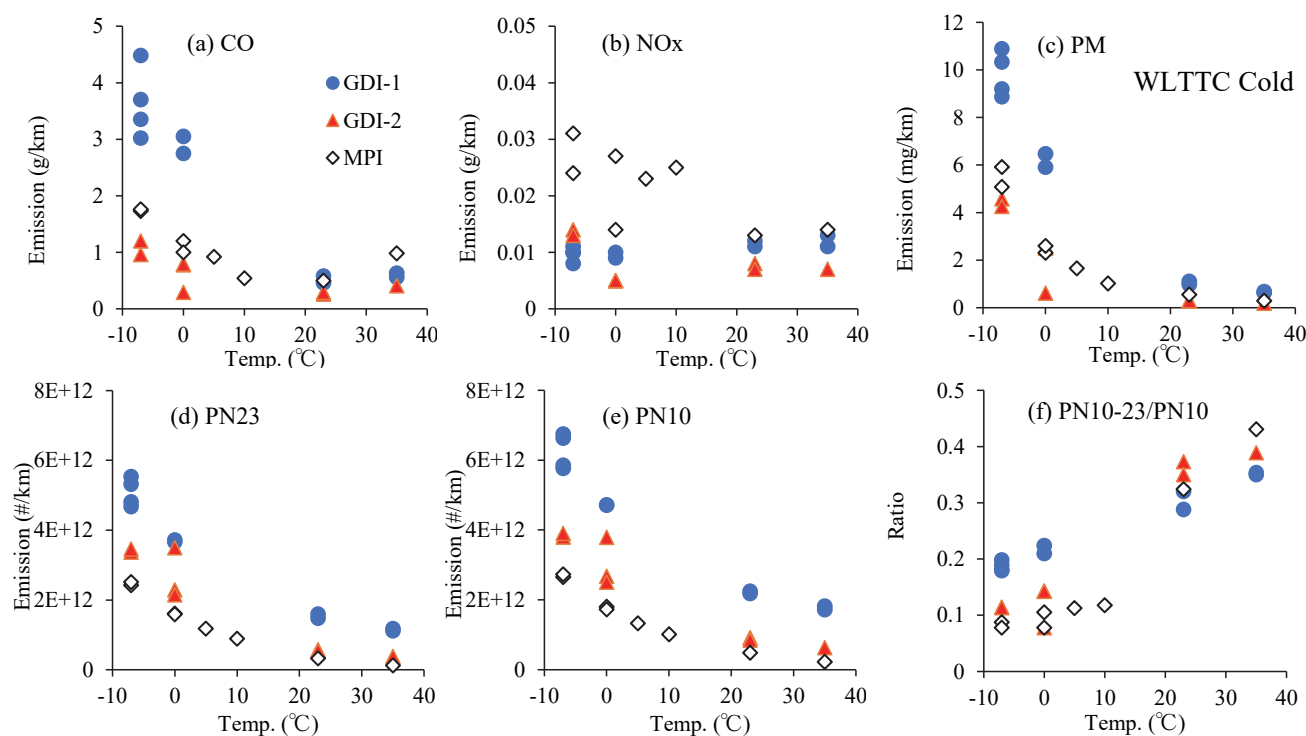 (a) CO
5
4
3
2
1
0
-10
0
10
20
30
40
Emission (g/km)
Temp. (℃)
GDI-1
GDI-2
MPI
(b) NOx
0.05
0.04
0.03
0.02
0.01
0.00
-10
0
10
20
30
40
Emission (g/km)
Temp. (℃)
(c) PM
WLTTC Cold
12
10
8
6
4
2
0
-10
0
10
20
30
40
Emission (mg/km)
Temp. (℃)
(d) PN23
8E+12
6E+12
4E+12
2E+12
0
-10
0
10
20
30
40
Emission (#/km)
Temp. (℃)
(e) PN10
8E+12
6E+12
4E+12
2E+12
0
-10
0
10
20
30
40
Emission (#/km)
Temp. (℃)
(f) PN10-23/PN10
0.5
0.4
0.3
0.2
0.1
0
-10
0
10
20
30
40
Ratio
Temp. (℃)